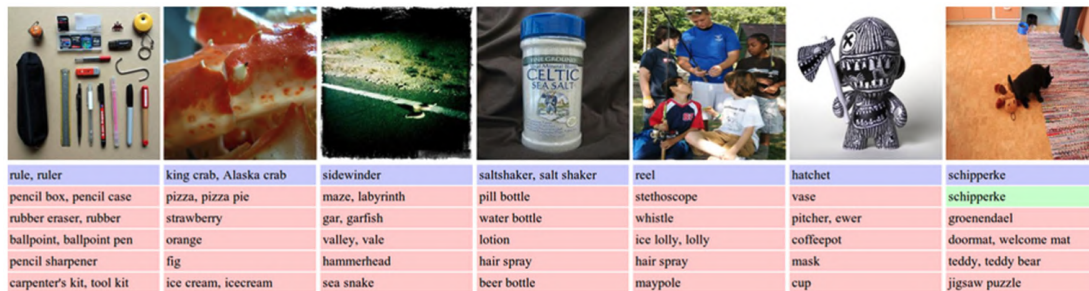 FINE GROUND
CELTIC
SEA SALT
rule, ruler
king crab, Alaska crab
sidewinder
saltshaker, salt shaker
reel
hatchet
schipperke
pencil box, pencil case
pizza, pizza pie
maze, labyrinth
pill bottle
stethoscope
vase
schipperke
rubber eraser, rubber
strawberry
gar, garfish
water bottle
whistle
pitcher, ewer
groenendael
ballpoint, ballpoint pen
orange
valley, vale
lotion
ice lolly, lolly
coffeepot
doormat, welcome mat
pencil sharpener
fig
hammerhead
hair spray
hair spray
mask
teddy, teddy bear
carpenter's kit, tool kit
ice cream, icecream
sea snake
beer bottle
maypole
cup
jigsaw puzzle